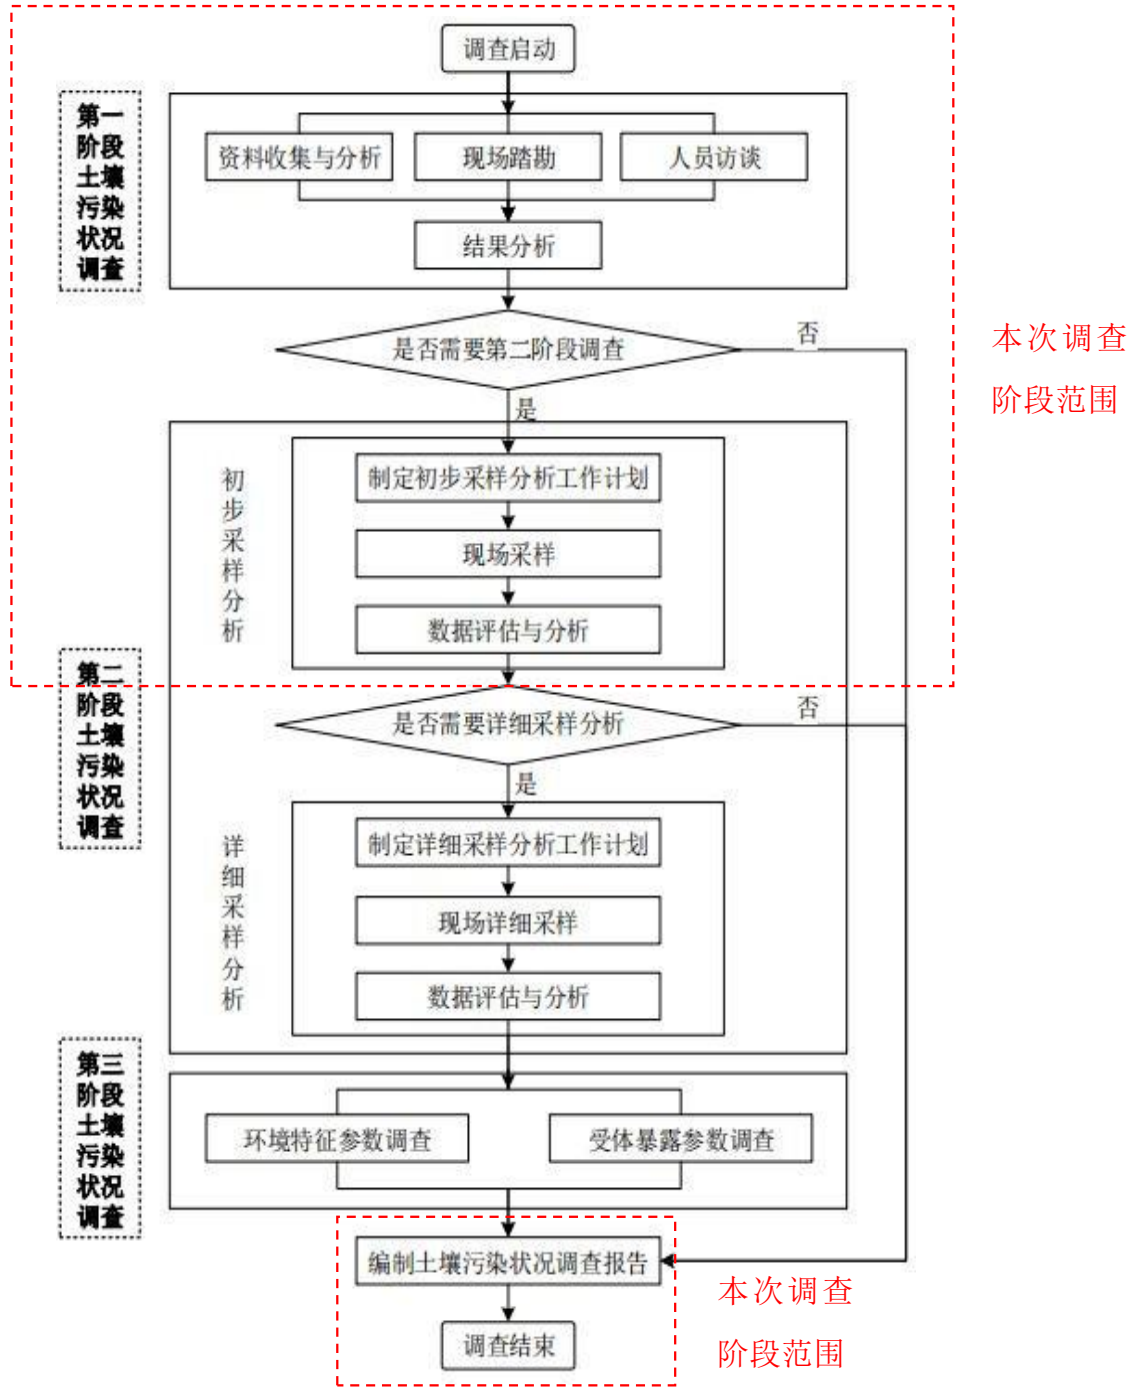 调查启动
第一
阶段
土壤
污染
状况
调查
资料收集与分析
现场踏勘
人员访谈
结果分析
是否需要第二阶段调查
否
本次调查
阶段范围
是
初
步
采
样
分
析
制定初步采样分析工作计划
现场采样
数据评估与分析
第二
阶段
土壤
污染
状况
调查
是否需要详细采样分析
否
是
详
细
采
样
分
析
制定详细采样分析工作计划
现场详细采样
数据评估与分析
第三
阶段
土壤
污染
状况
调查
环境特征参数调查
受体暴露参数调查
编制土壤污染状况调查报告
本次调查
阶段范围
调查结束